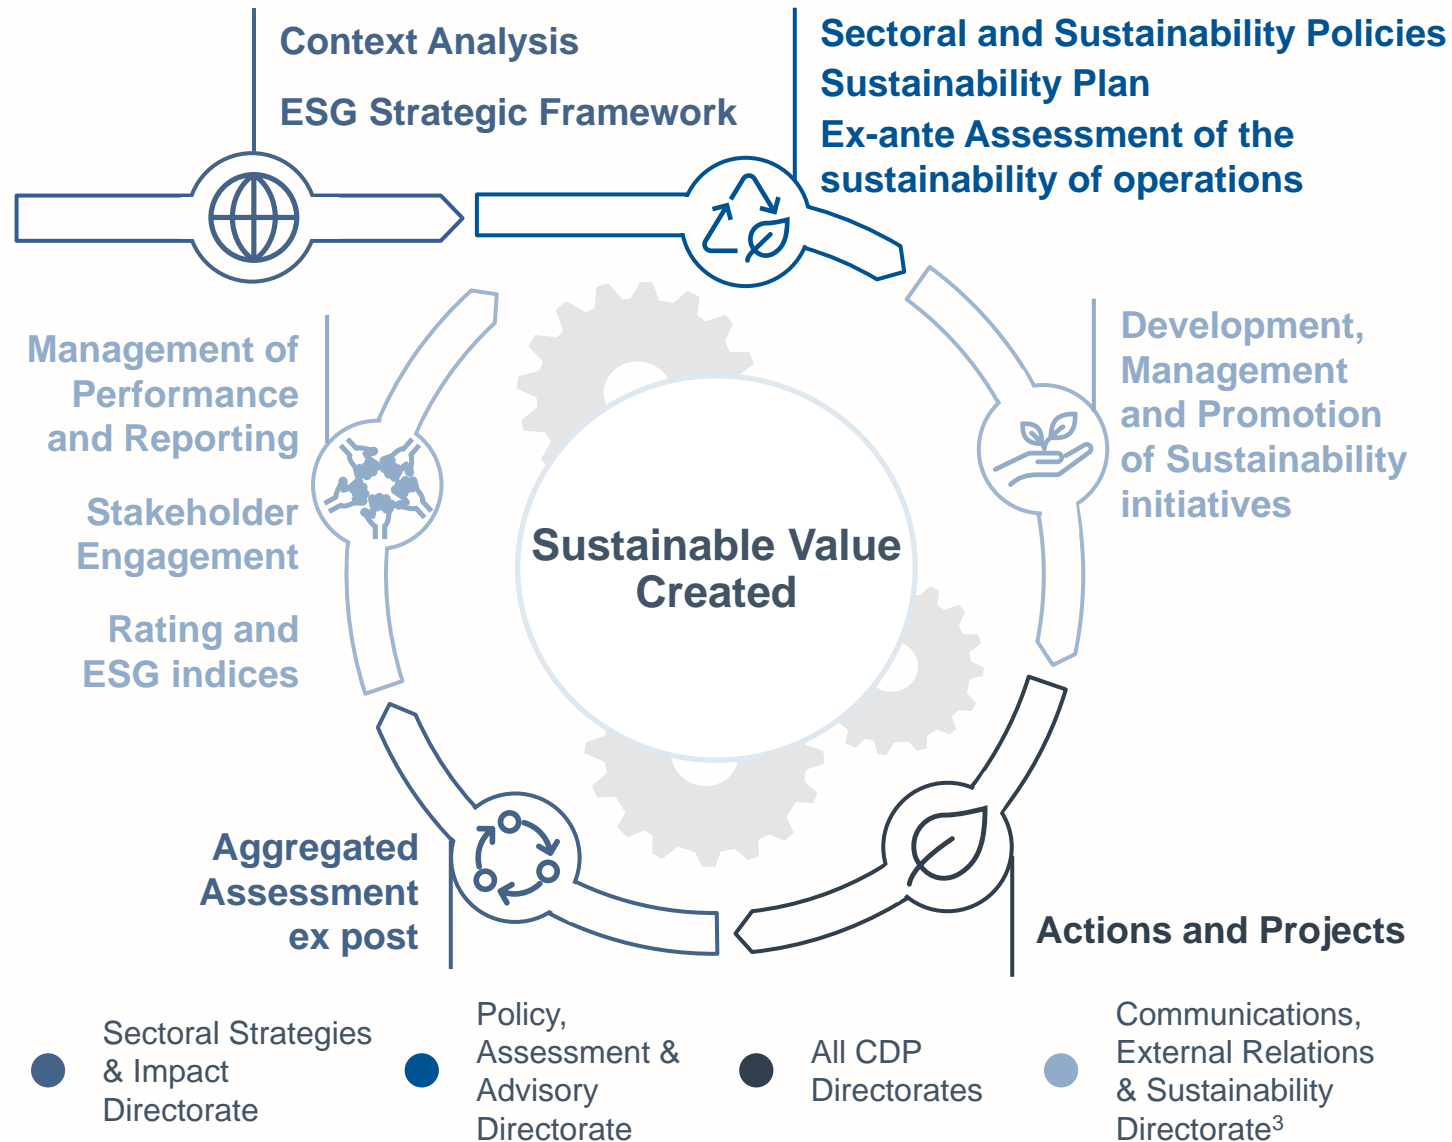 Context Analysis
ESG Strategic Framework
Sectoral and Sustainability Policies
Sustainability Plan
Ex-ante Assessment of the
sustainability of operations
Development,
Management
and Promotion
of Sustainability
initiatives
Management of
Performance
and Reporting
Stakeholder
Engagement
Rating and
ESG indices
Sustainable Value
Created
Aggregated
Assessment
ex post
Actions and Projects
Sectoral Strategies
& Impact
Directorate
Policy,
Assessment &
Advisory
Directorate
All CDP
Directorates
Communications,
External Relations
& Sustainability
Directorate³